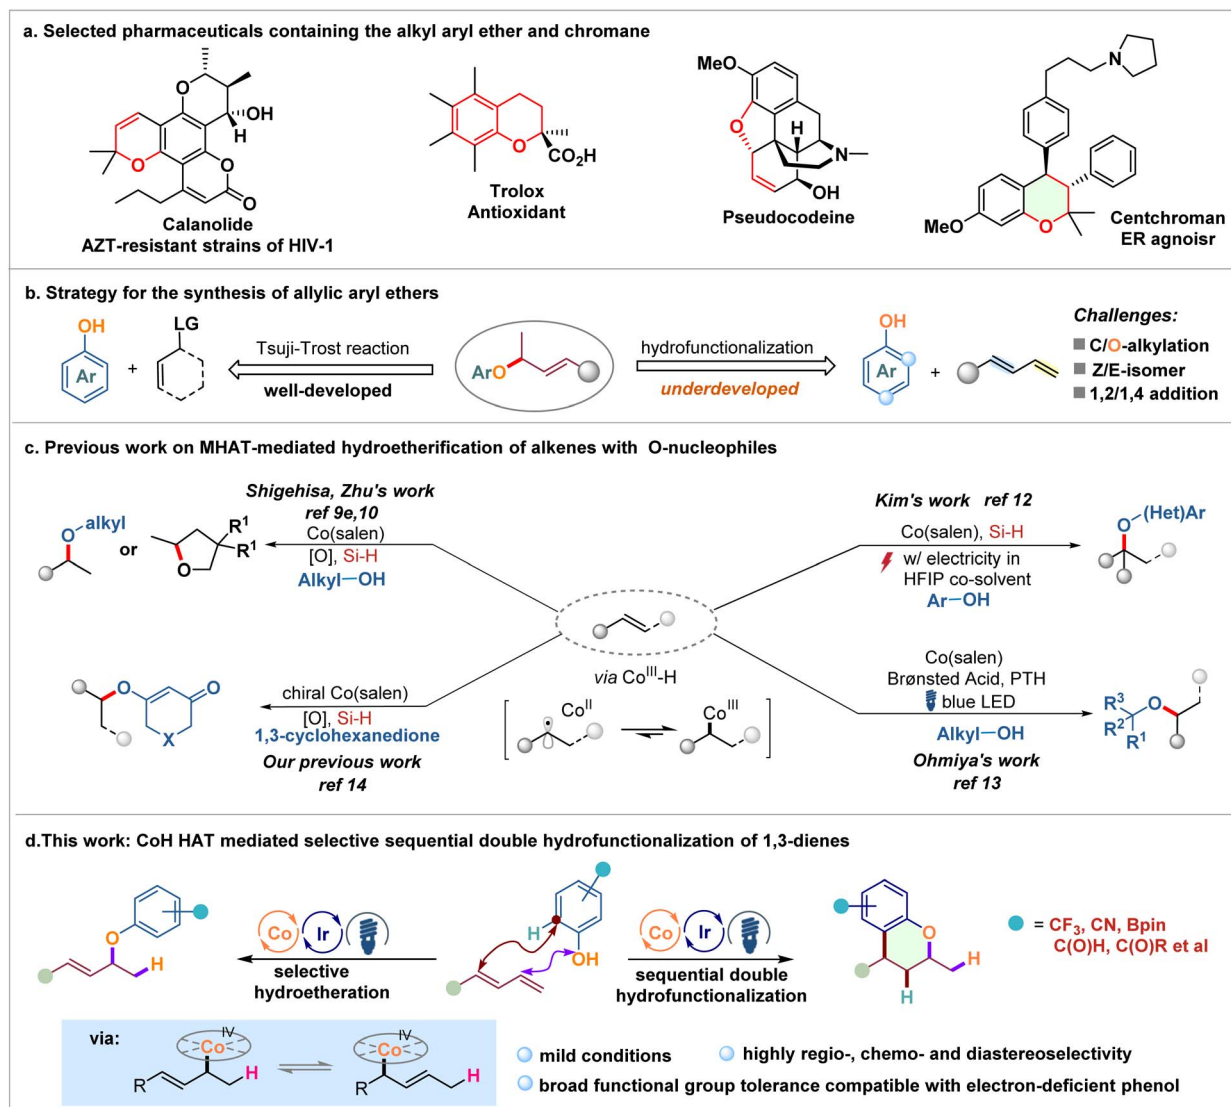 a. Selected pharmaceuticals containing the alkyl aryl ether and chromane
O
OH
H
O
O
O
Calanolide
AZT-resistant strains of HIV-1
O
CO2H
Trolox
Antioxidant
MeO
O
H
N
OH
Pseudocodeine
N
MeO
O
Centchroman
ER agnoisr
b. Strategy for the synthesis of allylic aryl ethers
OH
Ar
+
LG
Tsuji-Trost reaction
well-developed
ArO
hydrofunctionalization
underdeveloped
OH
Ar
+
Challenges:
C/O-alkylation
Z/E-isomer
1,2/1,4 addition
c. Previous work on MHAT-mediated hydroetherification of alkenes with O-nucleophiles
Shigehisa, Zhu's work
ref 9e,10
Co(salen)
[O], Si-H
Alkyl—OH
O-alkyl
or
O
R1
R1
Kim's work ref 12
Co(salen), Si-H
w/ electricity in
HFIP co-solvent
Ar—OH
O-(Het)Ar
via CoIII-H
CoII
CoIII
chiral Co(salen)
[O], Si-H
1,3-cyclohexanedione
Our previous work
ref 14
O
O
X
Co(salen)
Brønsted Acid, PTH
blue LED
Alkyl—OH
Ohmiya's work
ref 13
R3
R2
R1
O
d.This work: CoH HAT mediated selective sequential double hydrofunctionalization of 1,3-dienes
O
H
Co
Ir
selective
hydroetheration
H
OH
Co
Ir
sequential double
hydrofunctionalization
O
H
H
= CF3, CN, Bpin
C(O)H, C(O)R et al
via:
IV
Co
R
H
IV
Co
R
H
mild conditions
highly regio-, chemo- and diastereoselectivity
broad functional group tolerance compatible with electron-deficient phenol